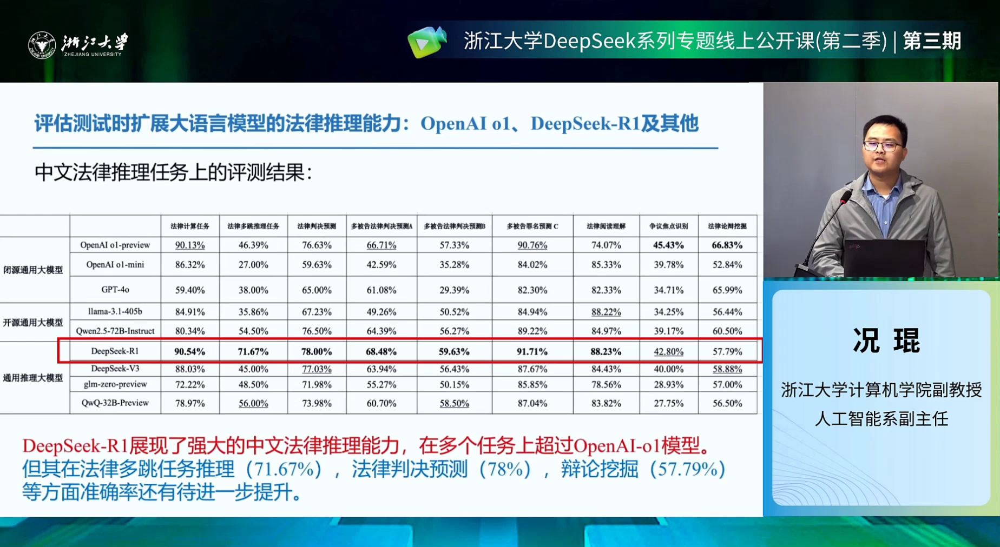 浙江大学
ZHEJIANG UNIVERSITY
浙江大学DeepSeek系列专题线上公开课(第二季) | 第三期
评估测试时扩展大语言模型的法律推理能力：OpenAI o1、DeepSeek-R1及其他
中文法律推理任务上的评测结果：
法律计算任务 法律多跳推理任务 法律判决预测 多被告法律判决预测A 多被告法律判决预测B 多被告罪名预测 C 法律阅读理解 争议焦点识别 法律论辩挖掘
闭源通用大模型
OpenAI o1-preview 90.13% 46.39% 76.63% 66.71% 57.33% 90.76% 74.07% 45.43% 66.83%
OpenAI o1-mini 86.32% 27.00% 59.63% 42.59% 35.28% 84.02% 85.33% 39.78% 52.84%
GPT-4o 59.40% 38.00% 65.00% 61.08% 29.39% 82.30% 82.33% 34.71% 65.99%
开源通用大模型
llama-3.1-405b 84.91% 35.86% 67.23% 49.26% 50.52% 84.94% 88.22% 34.25% 56.44%
Qwen2.5-72B-Instruct 80.34% 54.50% 76.50% 64.39% 56.27% 89.22% 84.97% 39.17% 60.50%
通用推理大模型
DeepSeek-R1 90.54% 71.67% 78.00% 68.48% 59.63% 91.71% 88.23% 42.80% 57.79%
DeepSeek-V3 88.03% 45.00% 77.03% 63.94% 56.43% 87.67% 84.43% 40.00% 58.88%
glm-zero-preview 72.22% 48.50% 71.98% 55.27% 50.15% 85.85% 78.56% 28.93% 57.00%
QwQ-32B-Preview 78.97% 56.00% 73.98% 60.70% 58.50% 87.04% 83.82% 27.75% 56.50%
DeepSeek-R1展现了强大的中文法律推理能力，在多个任务上超过OpenAI-o1模型。
但其在法律多跳任务推理（71.67%），法律判决预测（78%），辩论挖掘（57.79%）
等方面准确率还有待进一步提升。
况 琨
浙江大学计算机学院副教授
人工智能系副主任